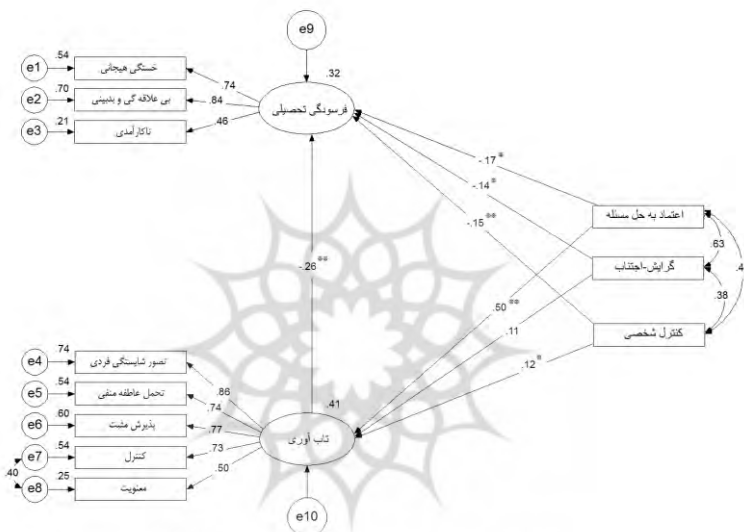 e9
.32
فرسودگی تحصیلی
e1
.54
خستگی هیجانی
.74
e2
.70
بی علاقه گی و بدبینی
.84
e3
.21
ناکارآمدی
.46
-.17*
-.14*
-.15**
اعتماد به حل مسئله
گرایش-اجتناب
کنترل شخصی
.63
.38
.4
-.26**
.50**
.11
.12*
e4
.74
تصور شایستگی فردی
.86
e5
.54
تحمل عاطفه منفی
.74
e6
.60
پذیرش مثبت
.77
e7
.54
کنترل
.73
e8
.25
معنویت
.50
.40
.41
تاب آوری
e10